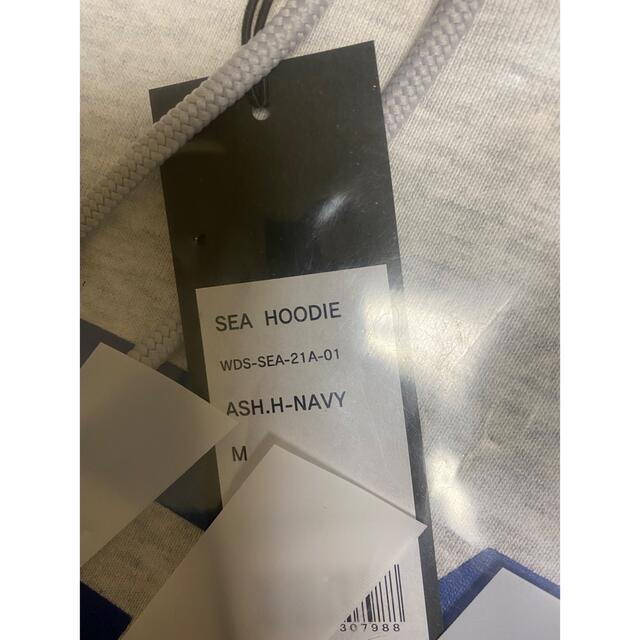 SEA HOODIE
WDS-SEA-21A-01
ASH.H-NAVY
M
307988